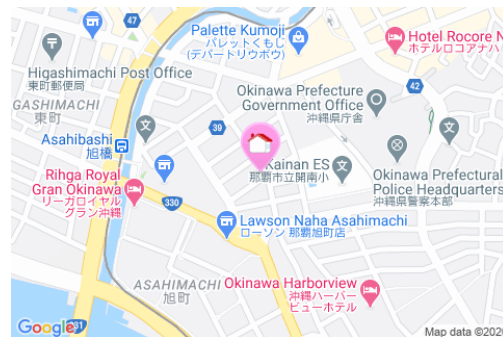 47
Palette Kumoji
パレットくもじ
(デパートリウボウ)
Hotel Rocore N
ホテルロコアナハ
Higashimachi Post Office
東町郵便局
Okinawa Prefecture
Government Office
沖縄県庁舎
42
GASHIMACHI
東町
39
文
文
Asahibashi
旭橋
Kainan ES
那覇市立開南小
文
Okinawa Prefectural
Police Headquarters
沖縄県警察本部
Rihga Royal
Gran Okinawa
リーガロイヤル
グラン沖縄
330
Lawson Naha Asahimachi
ローソン 那覇旭町店
ASAHIMACHI
旭町
Okinawa Harborview
沖縄ハーバー
ビューホテル
Google
Map data ©202